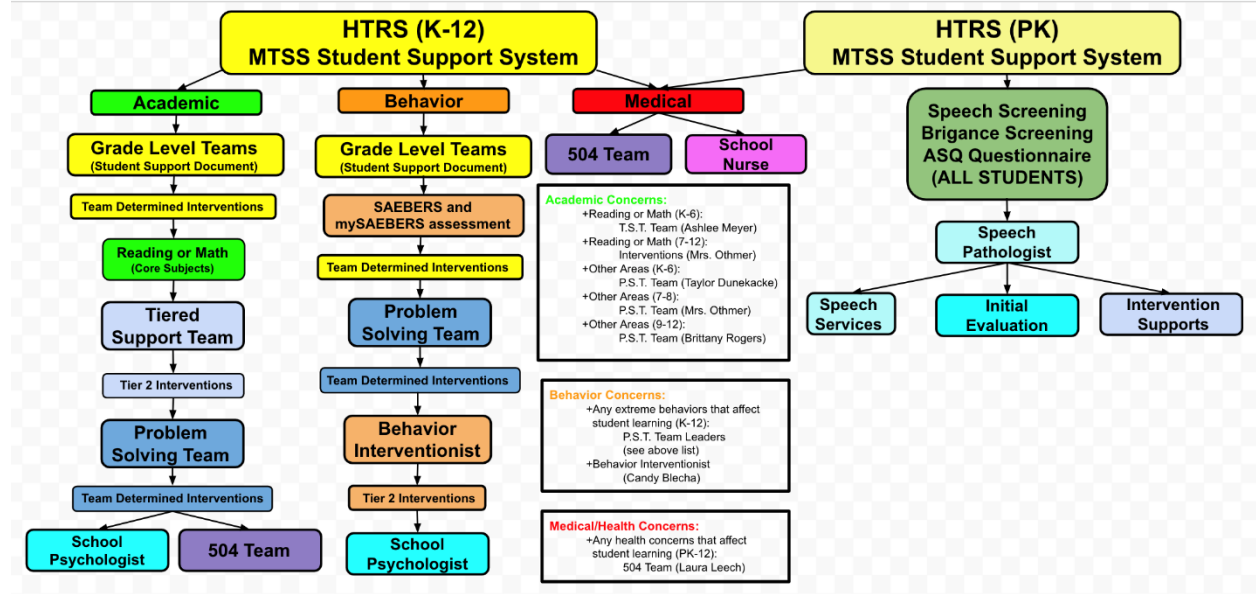 HTRS (K-12)
MTSS Student Support System
HTRS (PK)
MTSS Student Support System
Academic
Grade Level Teams
(Student Support Document)
Team Determined Interventions
Reading or Math
(Core Subjects)
Tiered
Support Team
Tier 2 Interventions
Problem
Solving Team
Team Determined Interventions
School
Psychologist
504 Team
Behavior
Grade Level Teams
(Student Support Document)
SAEBERS and
mySAEBERS assessment
Team Determined Interventions
Problem
Solving Team
Team Determined Interventions
Behavior
Interventionist
Tier 2 Interventions
School
Psychologist
Medical
504 Team
School
Nurse
Academic Concerns:
+Reading or Math (K-6):
T.S.T. Team (Ashlee Meyer)
+Reading or Math (7-12):
Interventions (Mrs. Othmer)
+Other Areas (K-6):
P.S.T. Team (Taylor Dunekacke)
+Other Areas (7-8):
P.S.T. Team (Mrs. Othmer)
+Other Areas (9-12):
P.S.T. Team (Brittany Rogers)
Behavior Concerns:
+Any extreme behaviors that affect
student learning (K-12):
P.S.T. Team Leaders
(see above list)
+Behavior Interventionist
(Candy Blecha)
Medical/Health Concerns:
+Any health concerns that affect
student learning (PK-12):
504 Team (Laura Leech)
Speech Screening
Brigance Screening
ASQ Questionnaire
(ALL STUDENTS)
Speech
Pathologist
Speech
Services
Initial
Evaluation
Intervention
Supports